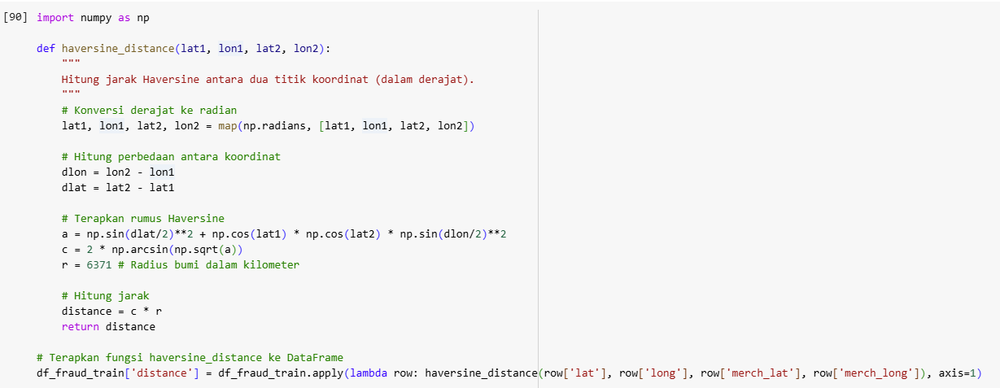 [90] import numpy as np
def haversine_distance(lat1, lon1, lat2, lon2):
"""
Hitung jarak Haversine antara dua titik koordinat (dalam derajat).
"""
# Konversi derajat ke radian
lat1, lon1, lat2, lon2 = map(np.radians, [lat1, lon1, lat2, lon2])
# Hitung perbedaan antara koordinat
dlon = lon2 - lon1
dlat = lat2 - lat1
# Terapkan rumus Haversine
a = np.sin(dlat/2)**2 + np.cos(lat1) * np.cos(lat2) * np.sin(dlon/2)**2
c = 2 * np.arcsin(np.sqrt(a))
r = 6371 # Radius bumi dalam kilometer
# Hitung jarak
distance = c * r
return distance
# Terapkan fungsi haversine_distance ke DataFrame
df_fraud_train['distance'] = df_fraud_train.apply(lambda row: haversine_distance(row['lat'], row['long'], row['merch_lat'], row['merch_long']), axis=1)